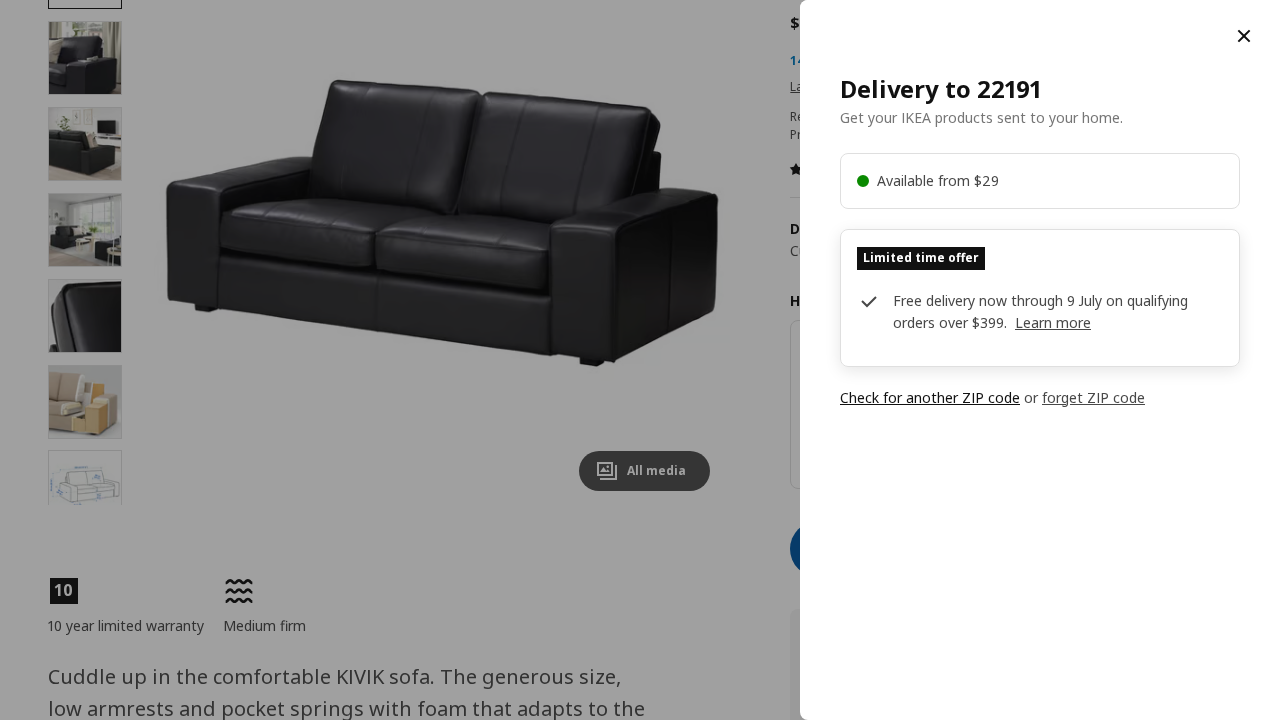 $
14
La
Re
Pr
D
Cu
H
All media
10
10 year limited warranty
Medium firm
Cuddle up in the comfortable KIVIK sofa. The generous size,
low armrests and pocket springs with foam that adapts to the
Delivery to 22191
Get your IKEA products sent to your home.
Available from $29
Limited time offer
Free delivery now through 9 July on qualifying
orders over $399. Learn more
Check for another ZIP code or forget ZIP code